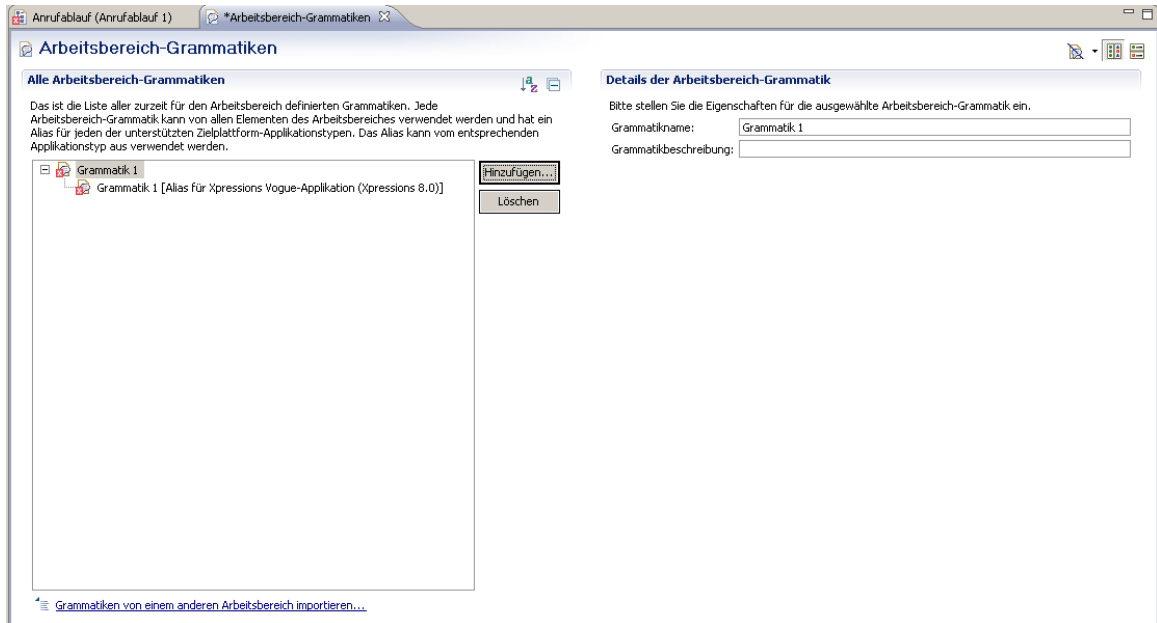 Anrufablauf (Anrufablauf 1)
*Arbeitsbereich-Grammatiken
Arbeitsbereich-Grammatiken
Alle Arbeitsbereich-Grammatiken
Das ist die Liste aller zurzeit für den Arbeitsbereich definierten Grammatiken. Jede
Arbeitsbereich-Grammatik kann von allen Elementen des Arbeitsbereiches verwendet werden und hat ein
Alias für jeden der unterstützten Zielplattform-Applikationstypen. Das Alias kann vom entsprechenden
Applikationstyp aus verwendet werden.
Grammatik 1
Grammatik 1 [Alias für Xpressions Vogue-Applikation (Xpressions 8.0)]
Hinzufügen...
Löschen
Grammatiken von einem anderen Arbeitsbereich importieren...
Details der Arbeitsbereich-Grammatik
Bitte stellen Sie die Eigenschaften für die ausgewählte Arbeitsbereich-Grammatik ein.
Grammatikname: Grammatik 1
Grammatikbeschreibung: